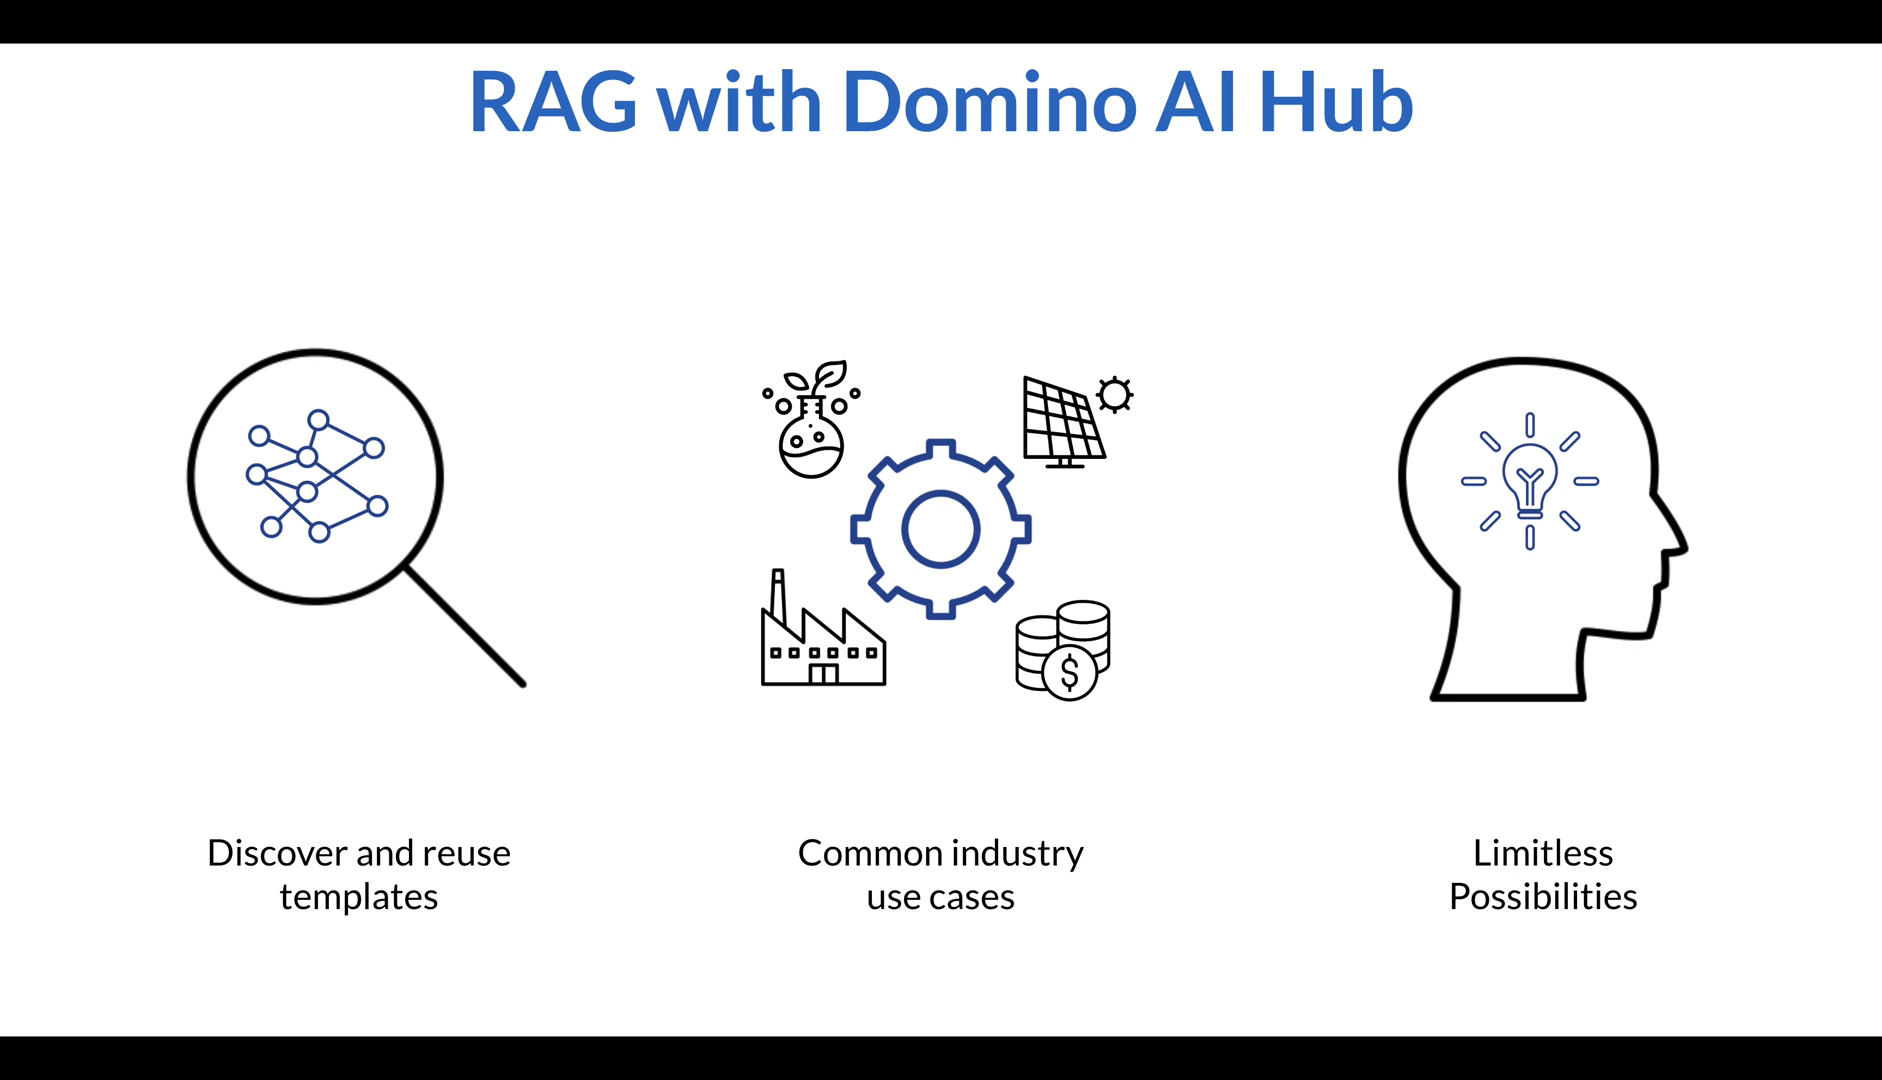 RAG with Domino AI Hub
$
Discover and reuse
templates
Common industry
use cases
Limitless
Possibilities